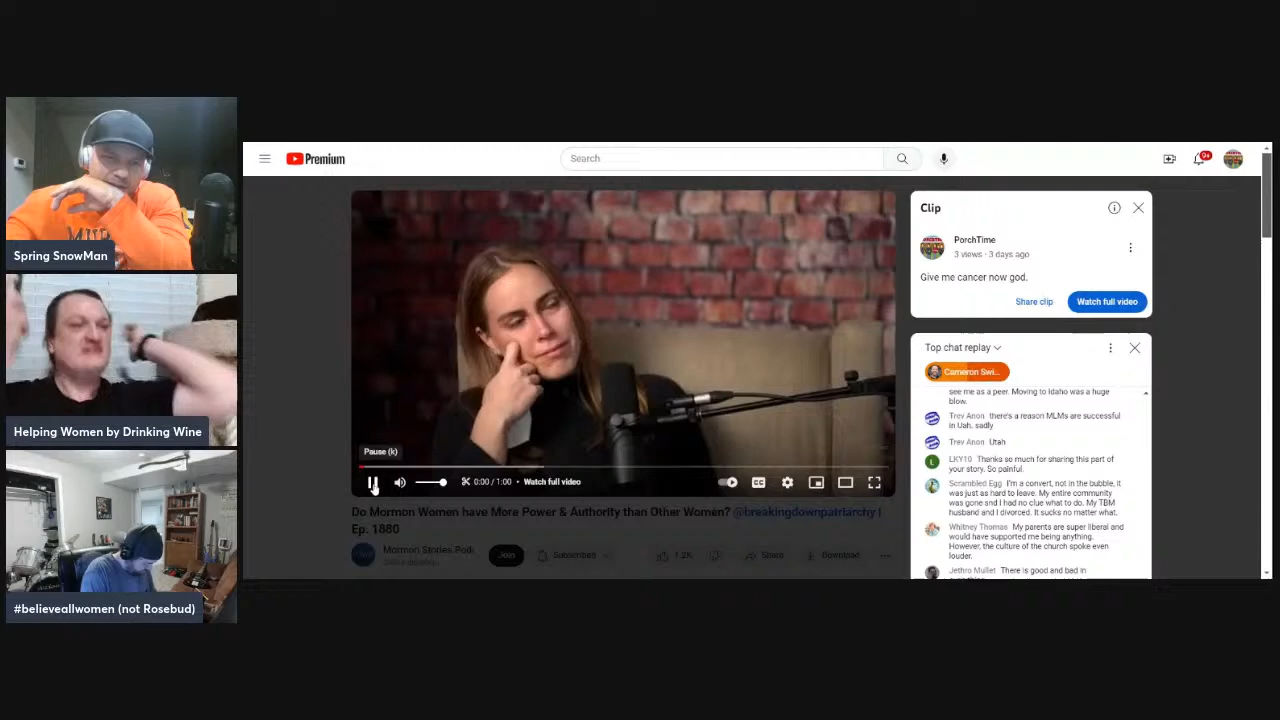 Premium
Search
9+
Spring SnowMan
Helping Women by Drinking Wine
#believeallwomen (not Rosebud)
Pause (k)
0:00 / 1:00 • Watch full video
CC
Do Mormon Women have More Power & Authority than Other Women? @breakingdownpatriarchy |
Ep. 1880
Mormon Stories Podc
Join
Subscribed
1.2K
Share
Download
Clip
PorchTime
3 views · 3 days ago
Give me cancer now god.
Share clip
Watch full video
Top chat replay
Cameron Swi...
see me as a peer. Moving to Idaho was a huge
blow.
Trev Anon there's a reason MLMs are successful
in Uah, sadly
Trev Anon Utah
LKY10 Thanks so much for sharing this part of
your story. So painful.
Scrambled Egg I'm a convert, not in the bubble, it
was just as hard to leave. My entire community
was gone and I had no clue what to do. My TBM
husband and I divorced. It sucks no matter what.
Whitney Thomas My parents are super liberal and
would have supported me being anything.
However, the culture of the church spoke even
louder.
Jethro Mullet There is good and bad in